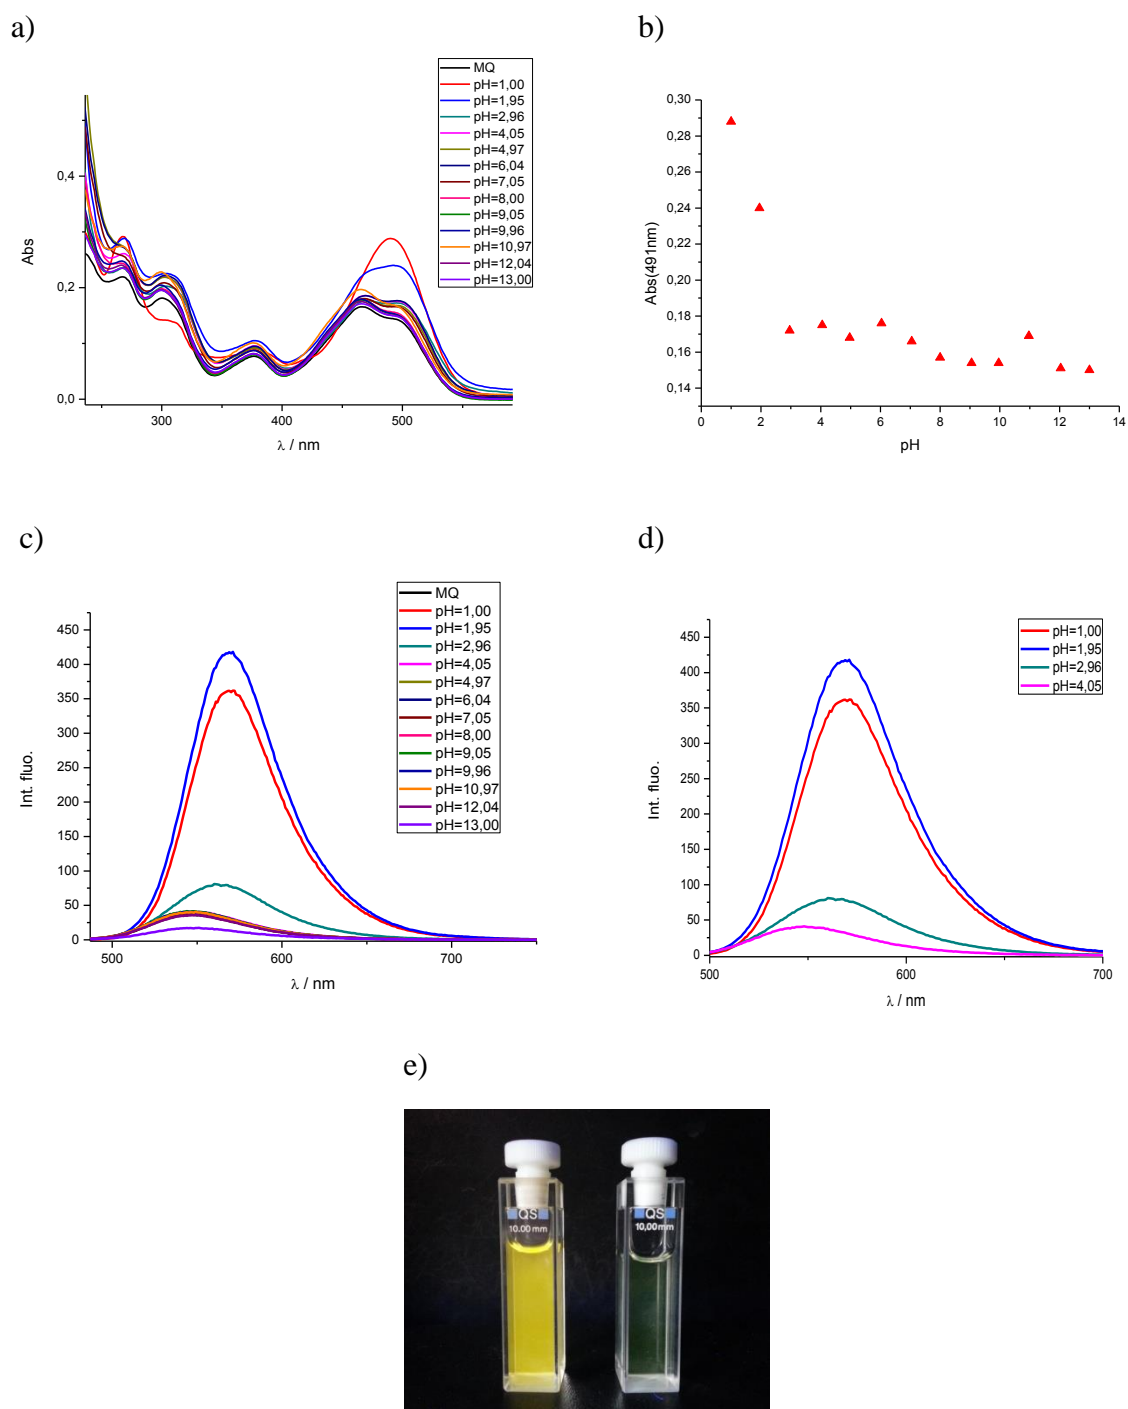 a)
MQ
pH=1,00
pH=1,95
pH=2,96
pH=4,05
pH=4,97
pH=6,04
pH=7,05
pH=8,00
pH=9,05
pH=9,96
pH=10,97
pH=12,04
pH=13,00
Abs
0,4
0,2
0,0
300 400 500
λ / nm
b)
Abs(491nm)
0,30
0,28
0,26
0,24
0,22
0,20
0,18
0,16
0,14
0 2 4 6 8 10 12 14
pH
c)
MQ
pH=1,00
pH=1,95
pH=2,96
pH=4,05
pH=4,97
pH=6,04
pH=7,05
pH=8,00
pH=9,05
pH=9,96
pH=10,97
pH=12,04
pH=13,00
Int. fluo.
450
400
350
300
250
200
150
100
50
0
500 600 700
λ / nm
d)
pH=1,00
pH=1,95
pH=2,96
pH=4,05
Int. fluo.
450
400
350
300
250
200
150
100
50
0
500 600 700
λ / nm
e)
QS
10.00mm
QS
10,00mm